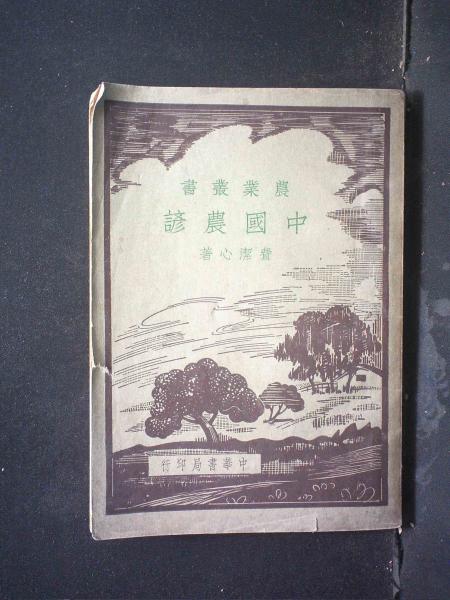 農業叢書
中國農諺
費潔心著
中華書局印行